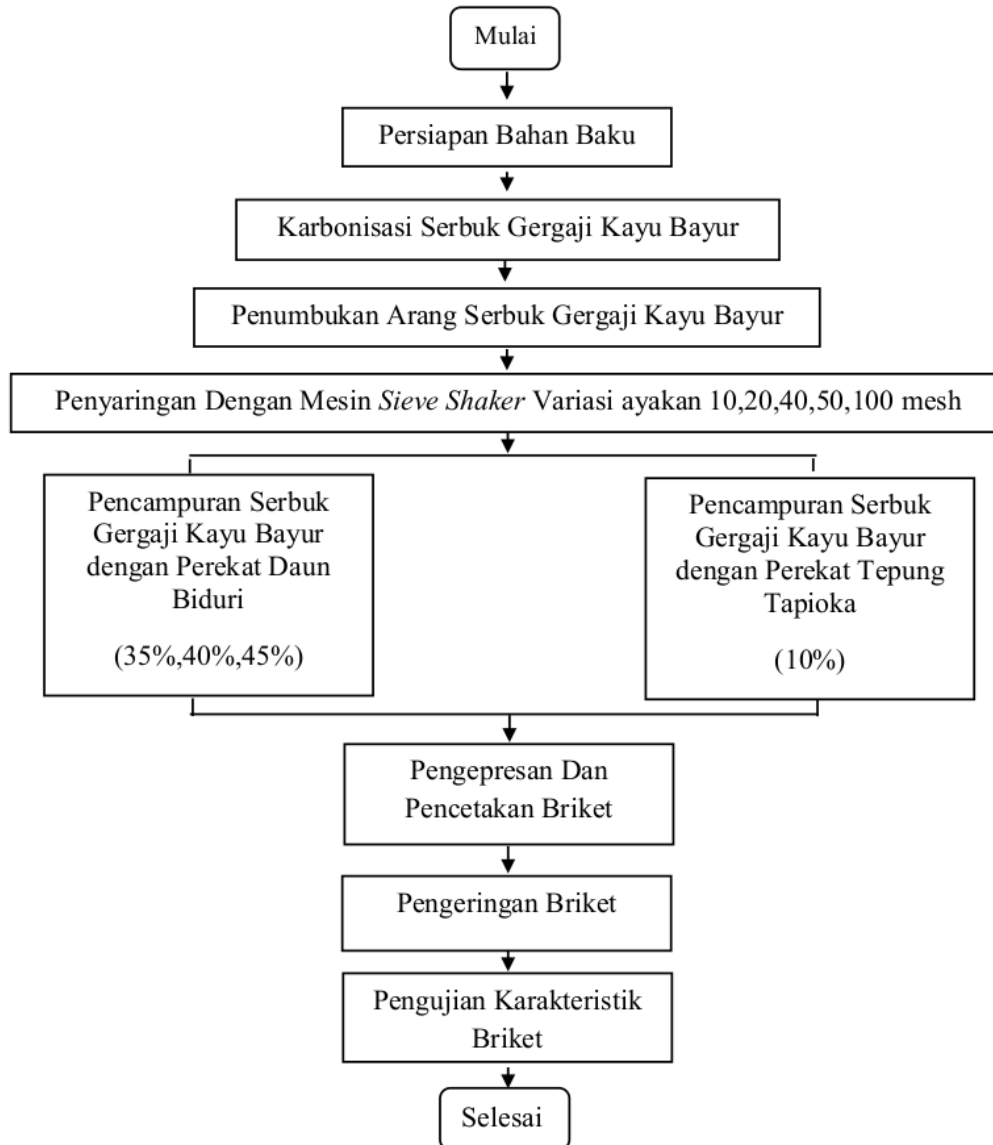 Mulai
Persiapan Bahan Baku
Karbonisasi Serbuk Gergaji Kayu Bayur
Penumbukan Arang Serbuk Gergaji Kayu Bayur
Penyaringan Dengan Mesin Sieve Shaker Variasi ayakan 10,20,40,50,100 mesh
Pencampuran Serbuk
Gergaji Kayu Bayur
dengan Perekat Daun
Biduri
(35%,40%,45%)
Pencampuran Serbuk
Gergaji Kayu Bayur
dengan Perekat Tepung
Tapioka
(10%)
Pengepresan Dan
Pencetakan Briket
Pengeringan Briket
Pengujian Karakteristik
Briket
Selesai